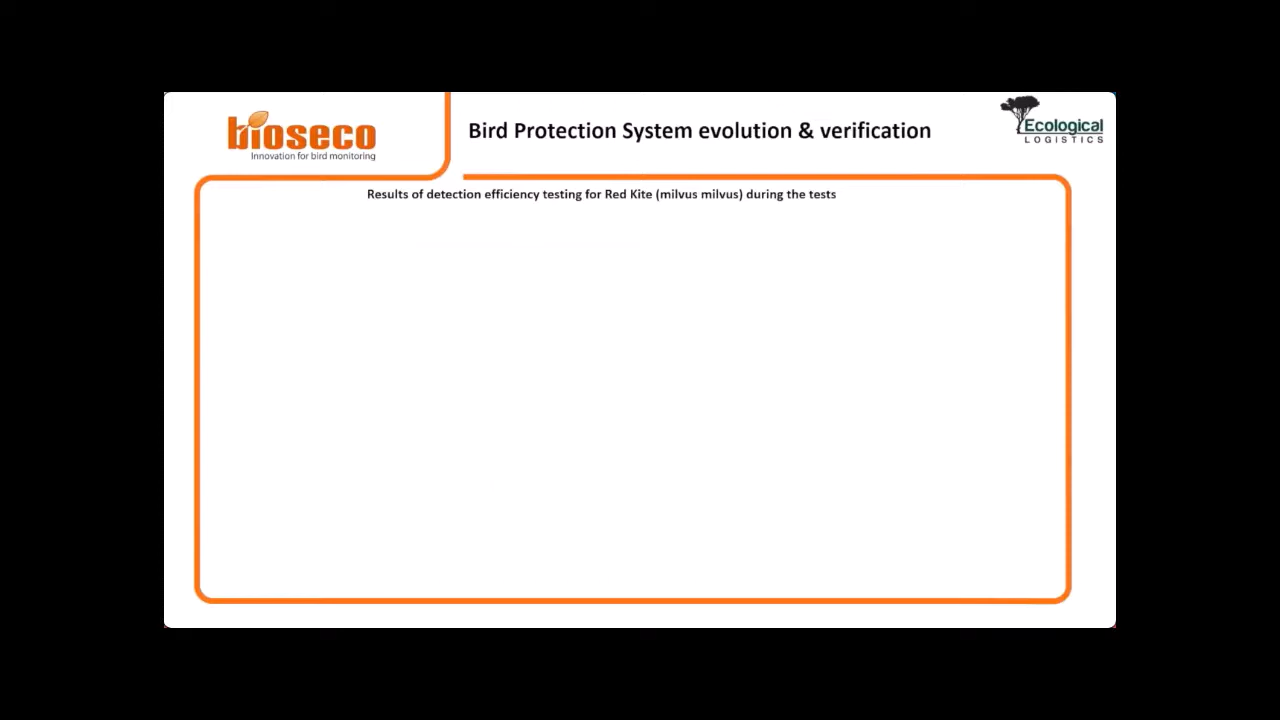 bioseco
Innovation for bird monitoring
Bird Protection System evolution & verification
Ecological
LOGISTICS
Results of detection efficiency testing for Red Kite (milvus milvus) during the tests